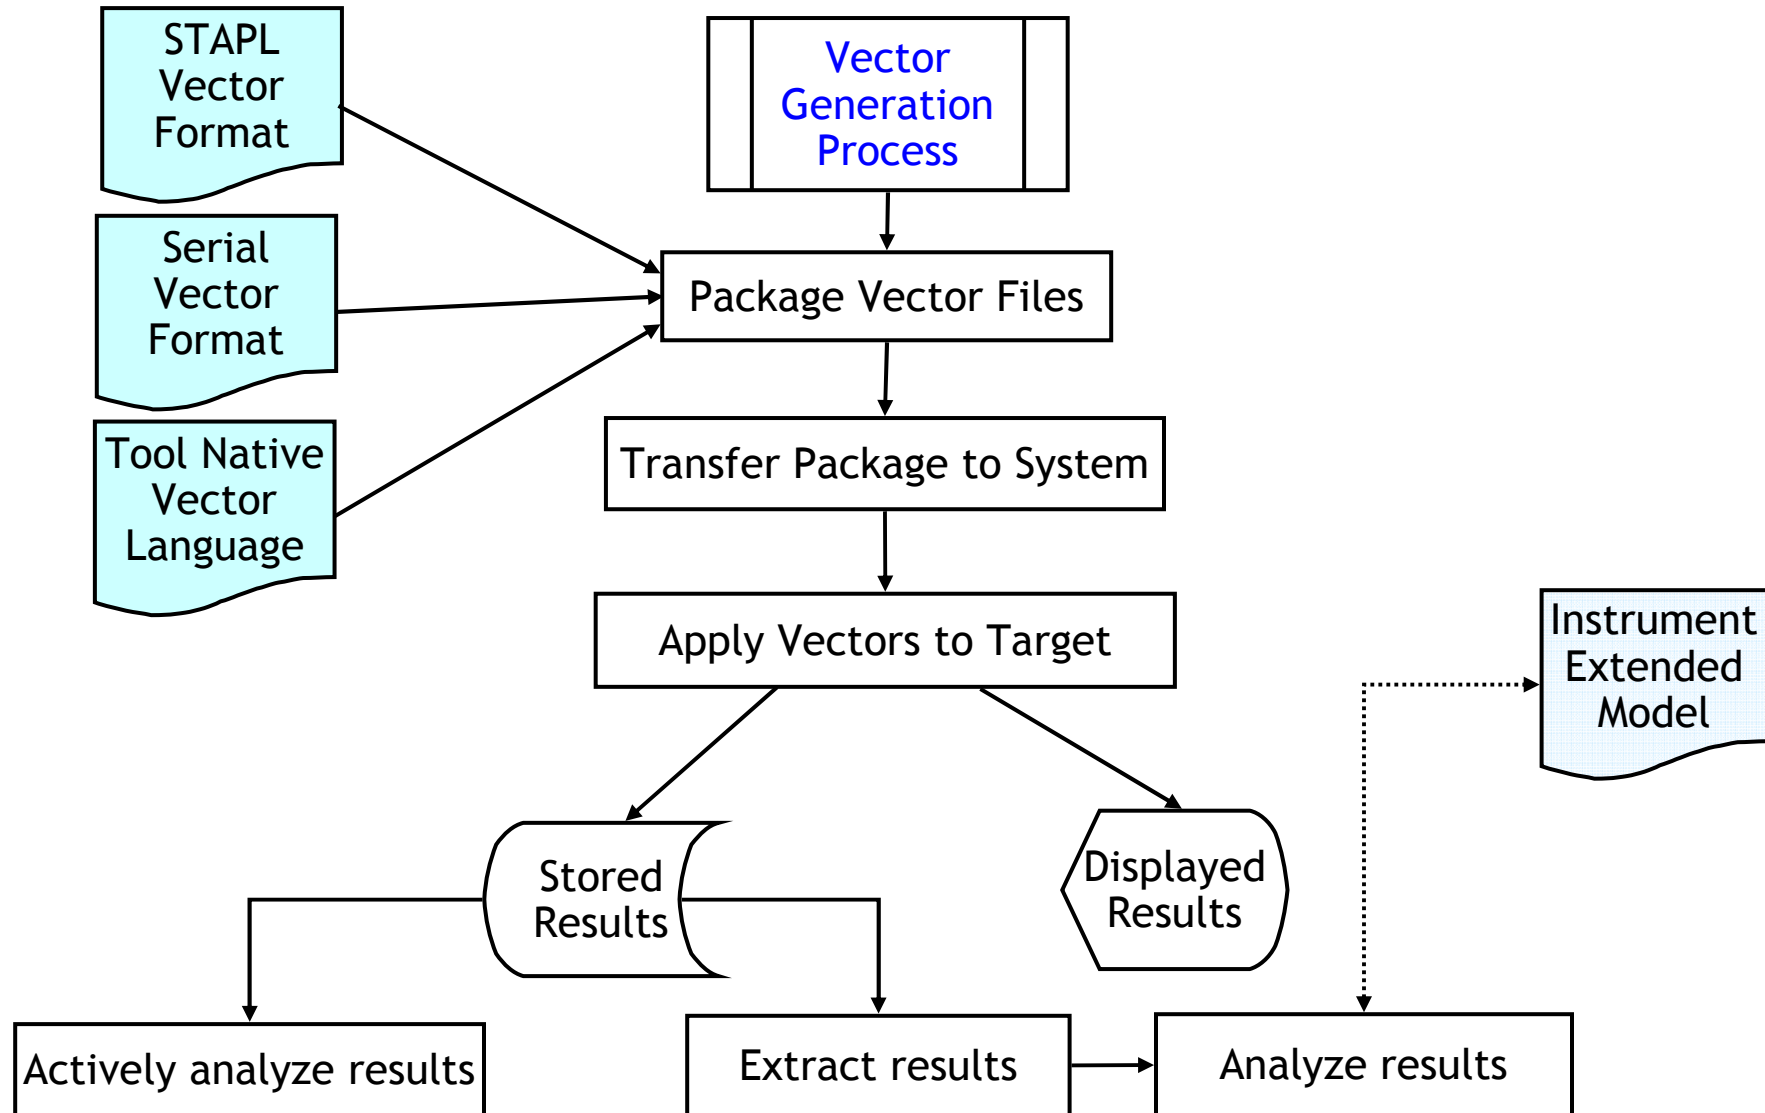 STAPL
Vector
Format
Vector
Generation
Process
Serial
Vector
Format
Package Vector Files
Tool Native
Vector
Language
Transfer Package to System
Apply Vectors to Target
Instrument
Extended
Model
Stored
Results
Displayed
Results
Actively analyze results
Extract results
Analyze results